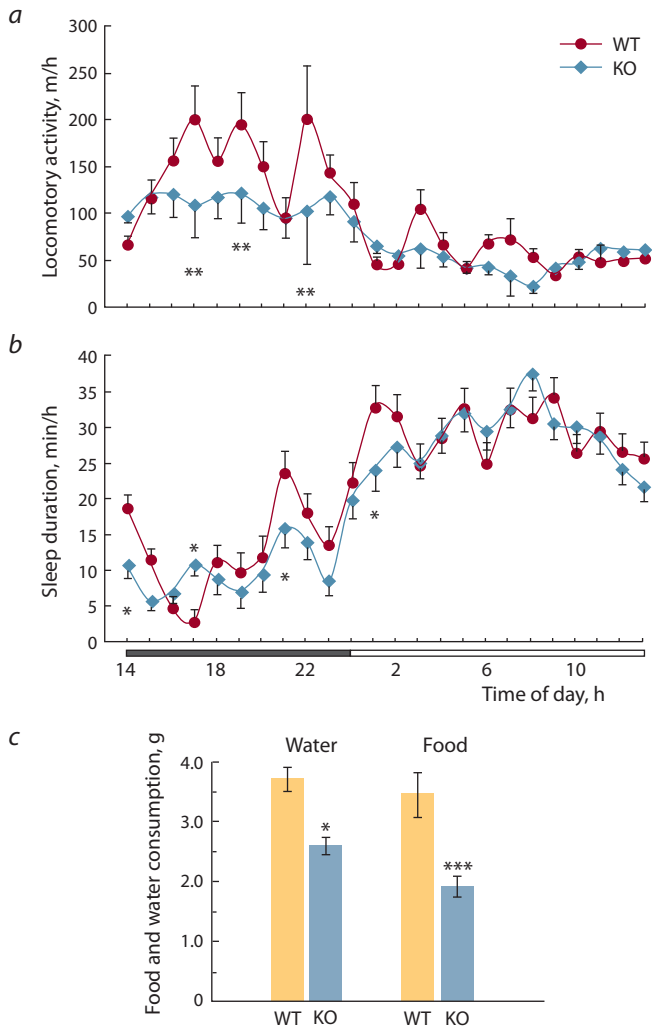 a
300
250
200
150
100
50
0
Locomotory activity, m/h
WT
KO
**
**
**
b
40
35
30
25
20
15
10
5
0
Sleep duration, min/h
*
*
*
*
14 18 22 2 6 10
Time of day, h
c
Water Food
4.0
3.0
2.0
1.0
0
Food and water consumption, g
*
***
WT KO WT KO